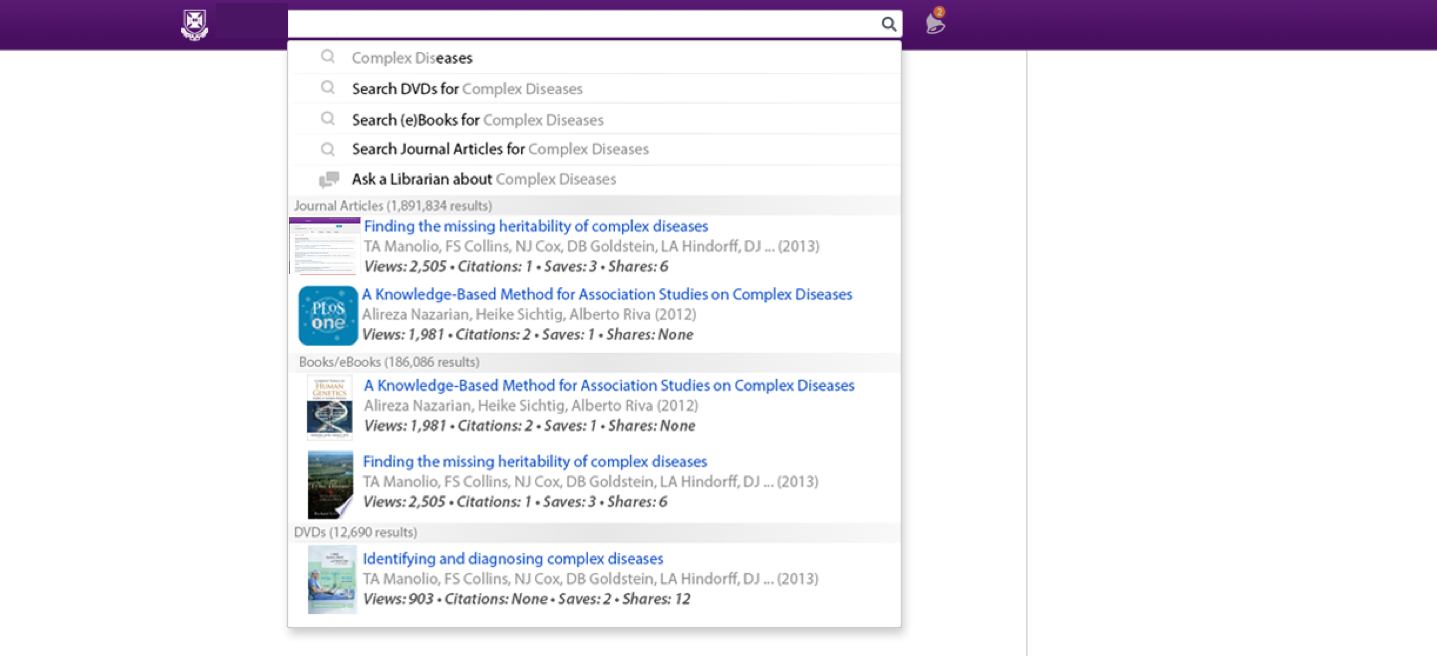 2
Complex Diseases
Search DVDs for Complex Diseases
Search (e)Books for Complex Diseases
Search Journal Articles for Complex Diseases
Ask a Librarian about Complex Diseases
Journal Articles (1,891,834 results)
Finding the missing heritability of complex diseases
TA Manolio, FS Collins, NJ Cox, DB Goldstein, LA Hindorff, DJ ... (2013)
Views: 2,505 • Citations: 1 • Saves: 3 • Shares: 6
PLoS
one
A Knowledge-Based Method for Association Studies on Complex Diseases
Alireza Nazarian, Heike Sichtig, Alberto Riva (2012)
Views: 1,981 • Citations: 2 • Saves: 1 • Shares: None
Books/eBooks (186,086 results)
HUMAN
GENETICS
A Knowledge-Based Method for Association Studies on Complex Diseases
Alireza Nazarian, Heike Sichtig, Alberto Riva (2012)
Views: 1,981 • Citations: 2 • Saves: 1 • Shares: None
Finding the missing heritability of complex diseases
TA Manolio, FS Collins, NJ Cox, DB Goldstein, LA Hindorff, DJ ... (2013)
Views: 2,505 • Citations: 1 • Saves: 3 • Shares: 6
DVDs (12,690 results)
Identifying and diagnosing complex diseases
TA Manolio, FS Collins, NJ Cox, DB Goldstein, LA Hindorff, DJ ... (2013)
Views: 903 • Citations: None • Saves: 2 • Shares: 12